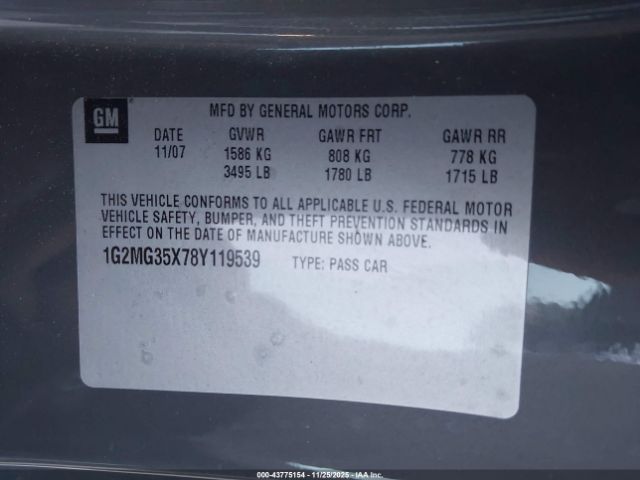 GM
MFD BY GENERAL MOTORS CORP.
DATE GVWR GAWR FRT GAWR RR
11/07 1586 KG 808 KG 778 KG
3495 LB 1780 LB 1715 LB
THIS VEHICLE CONFORMS TO ALL APPLICABLE U.S. FEDERAL MOTOR
VEHICLE SAFETY, BUMPER, AND THEFT PREVENTION STANDARDS IN
EFFECT ON THE DATE OF MANUFACTURE SHOWN ABOVE.
1G2MG35X78Y119539 TYPE: PASS CAR
000-43775154 - 11/25/2025 - IAA Inc.